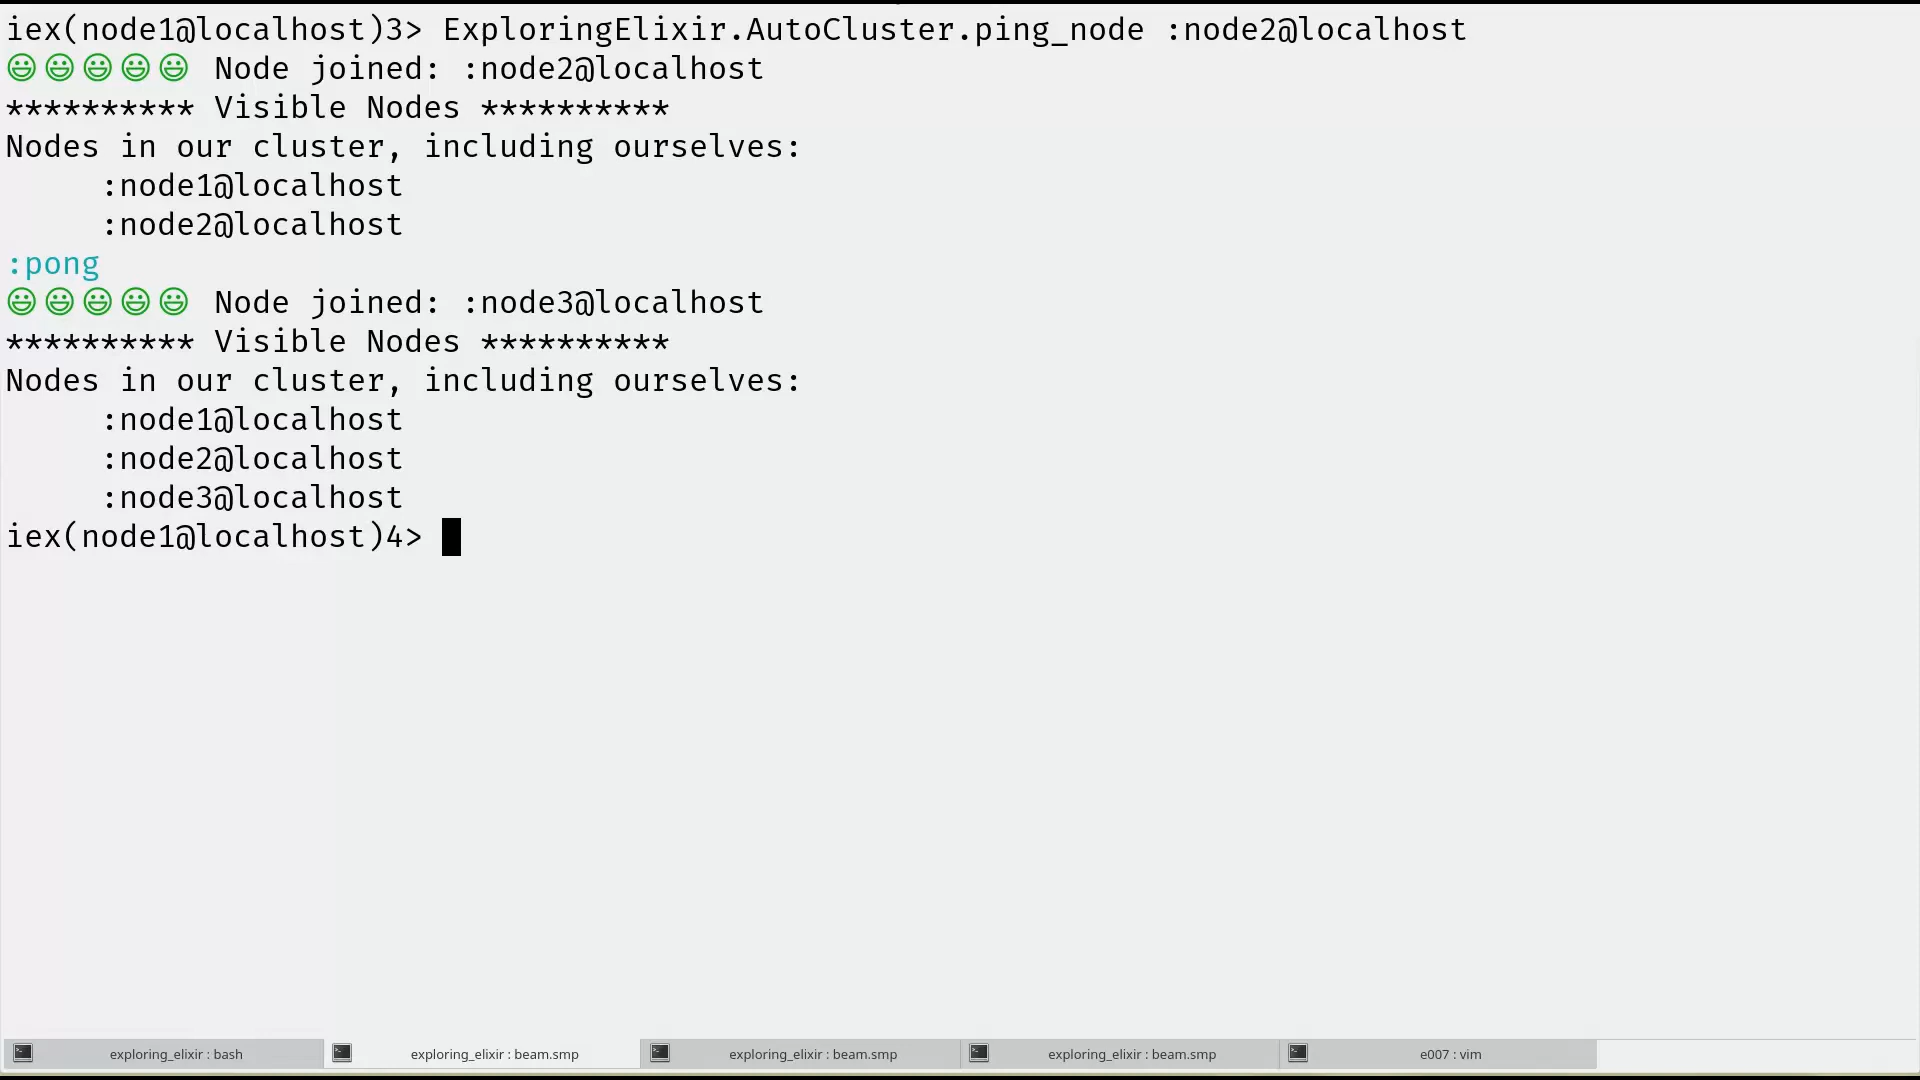 iex(node1@localhost)3> ExploringElixir.AutoCluster.ping_node :node2@localhost
😃😃😃😃😃 Node joined: :node2@localhost
********** Visible Nodes **********
Nodes in our cluster, including ourselves:
:node1@localhost
:node2@localhost
:pong
😃😃😃😃😃 Node joined: :node3@localhost
********** Visible Nodes **********
Nodes in our cluster, including ourselves:
:node1@localhost
:node2@localhost
:node3@localhost
iex(node1@localhost)4>
exploring_elixir : bash
exploring_elixir : beam.smp
exploring_elixir : beam.smp
exploring_elixir : beam.smp
e007 : vim